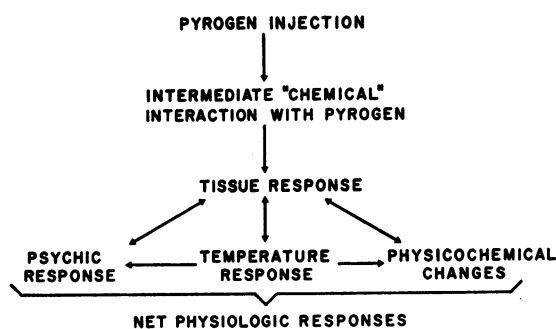 PYROGEN INJECTION
INTERMEDIATE "CHEMICAL"
INTERACTION WITH PYROGEN
TISSUE RESPONSE
PSYCHIC
RESPONSE
TEMPERATURE
RESPONSE
PHYSICOCHEMICAL
CHANGES
NET PHYSIOLOGIC RESPONSES